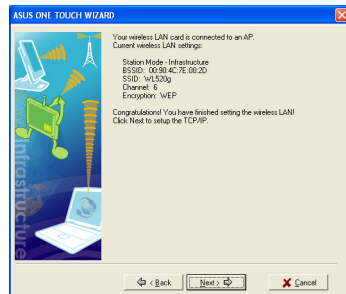 ASUS ONE TOUCH WIZARD
Your wireless LAN card is connected to an AP.
Current wireless LAN settings:
Station Mode - Infrastructure
BSSID: 00:90:4C:7E:00:2D
SSID: WL520g
Channel: 6
Encryption: WEP
Congratulations! You have finished setting the wireless LAN!
Click Next to setup the TCP/IP.
Infrastructure
< Back
Next >
Cancel